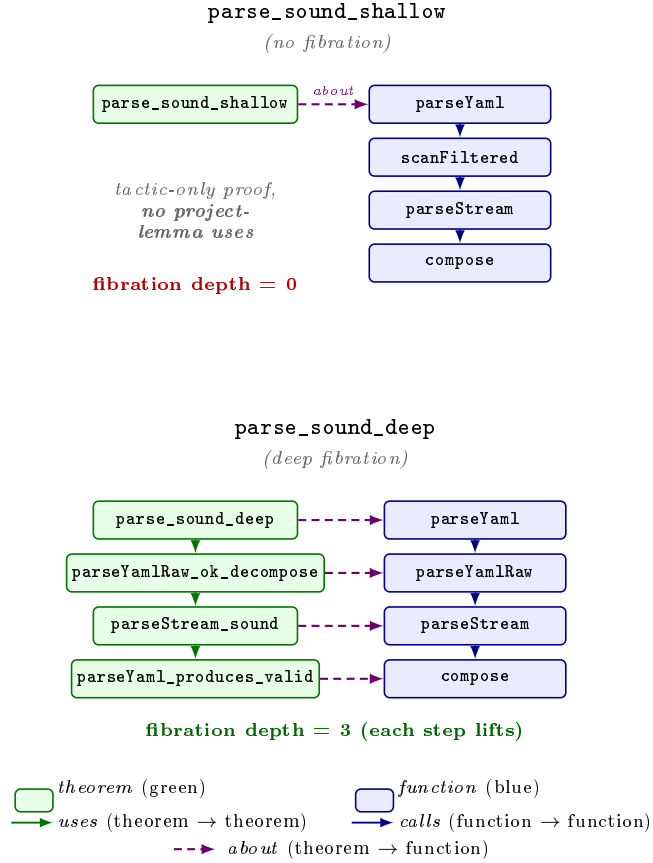 parse_sound_shallow
(no fibration)
parse_sound_shallow
about
parseYaml
scanFiltered
parseStream
compose
tactic-only proof,
no project-
lemma uses
fibration depth = 0
parse_sound_deep
(deep fibration)
parse_sound_deep
parseYaml
parseYamlRaw_ok_decompose
parseYamlRaw
parseStream_sound
parseStream
parseYaml_produces_valid
compose
fibration depth = 3 (each step lifts)
theorem (green)
function (blue)
uses (theorem → theorem)
calls (function → function)
about (theorem → function)